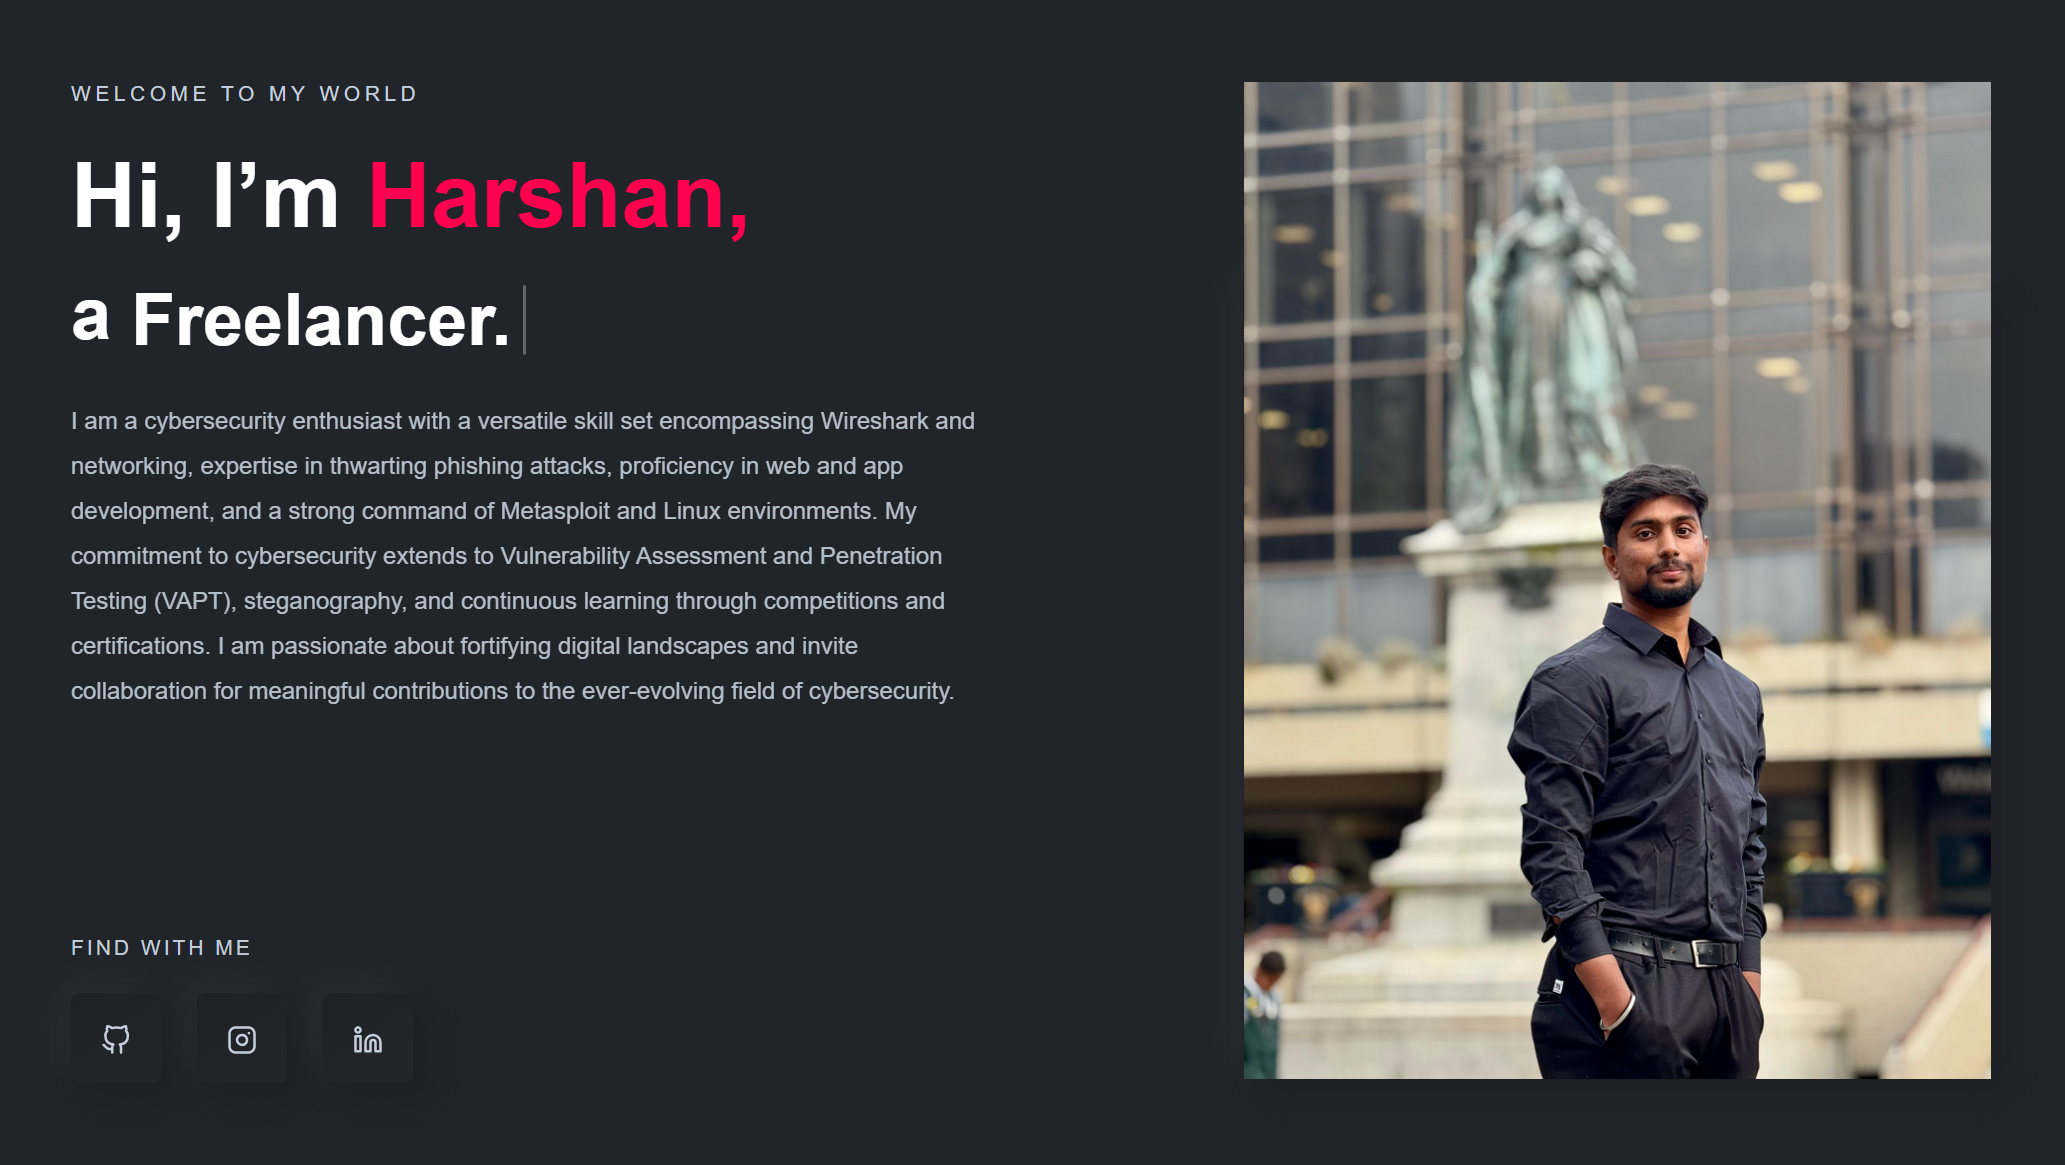 WELCOME TO MY WORLD
Hi, I’m Harshan,
a Freelancer.
I am a cybersecurity enthusiast with a versatile skill set encompassing Wireshark and
networking, expertise in thwarting phishing attacks, proficiency in web and app
development, and a strong command of Metasploit and Linux environments. My
commitment to cybersecurity extends to Vulnerability Assessment and Penetration
Testing (VAPT), steganography, and continuous learning through competitions and
certifications. I am passionate about fortifying digital landscapes and invite
collaboration for meaningful contributions to the ever-evolving field of cybersecurity.
FIND WITH ME